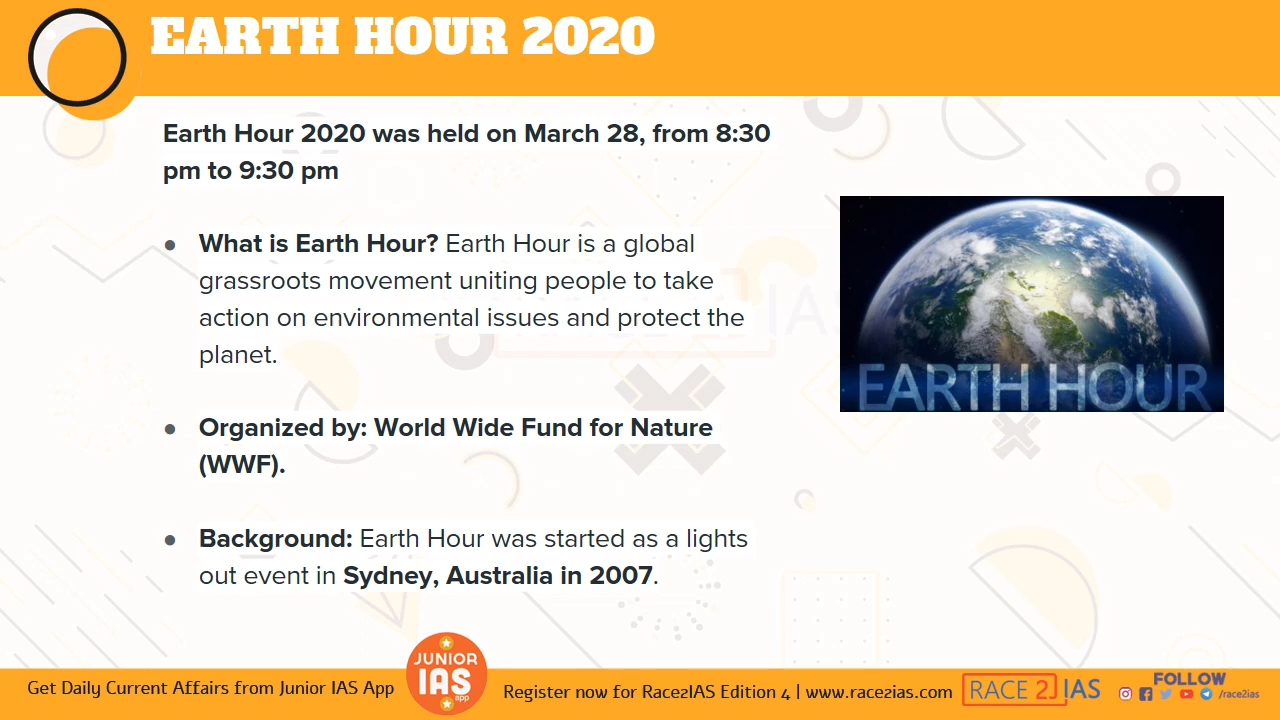 EARTH HOUR 2020
Earth Hour 2020 was held on March 28, from 8:30
pm to 9:30 pm
● What is Earth Hour? Earth Hour is a global
grassroots movement uniting people to take
action on environmental issues and protect the
planet.
EARTH HOUR
● Organized by: World Wide Fund for Nature
(WWF).
● Background: Earth Hour was started as a lights
out event in Sydney, Australia in 2007.
Get Daily Current Affairs from Junior IAS App
JUNIOR
IAS
app
Register now for Race2IAS Edition 4 | www.race2ias.com
RACE 2 IAS
FOLLOW
/race2ias